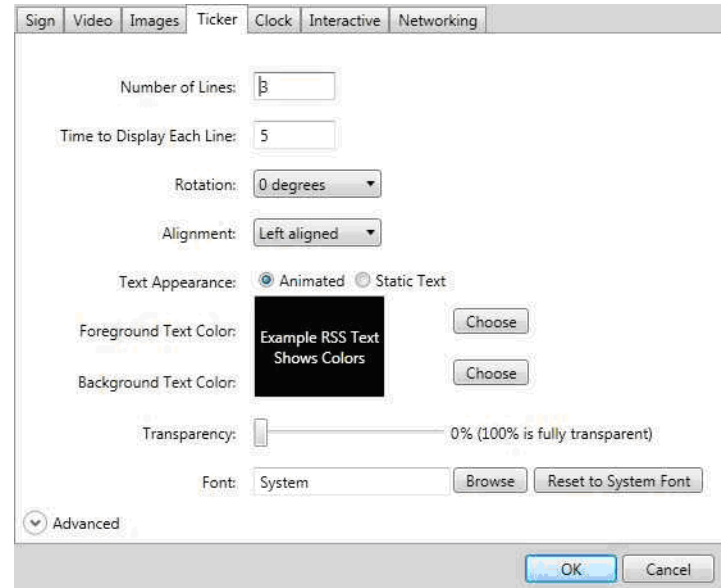 Sign Video Images Ticker Clock Interactive Networking
Number of Lines: 3
Time to Display Each Line: 5
Rotation: 0 degrees
Alignment: Left aligned
Text Appearance: Animated Static Text
Foreground Text Color: Choose
Example RSS Text
Shows Colors
Background Text Color: Choose
Transparency: 0% (100% is fully transparent)
Font: System Browse Reset to System Font
Advanced
OK Cancel